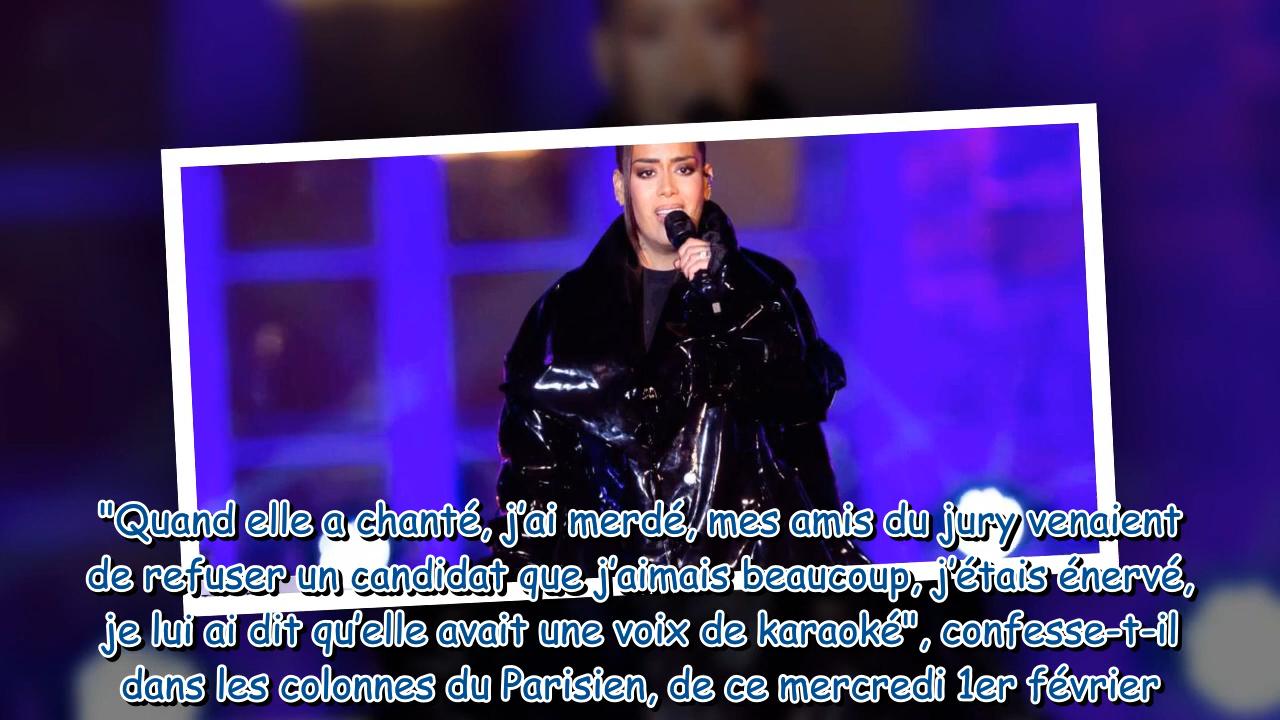 "Quand elle a chanté, j’ai merdé, mes amis du jury venaient
de refuser un candidat que j’aimais beaucoup, j’étais énervé,
je lui ai dit qu’elle avait une voix de karaoké", confesse-t-il
dans les colonnes du Parisien, de ce mercredi 1er février